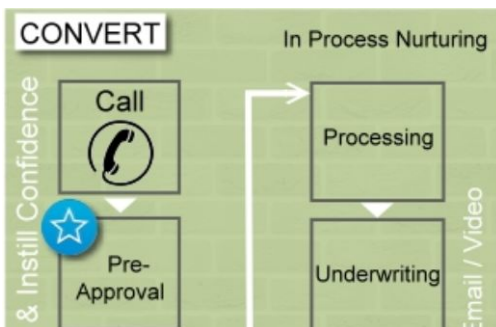 CONVERT
In Process Nurturing
& Instill Confidence
Call
Pre-
Approval
Processing
Underwriting
Email / Video